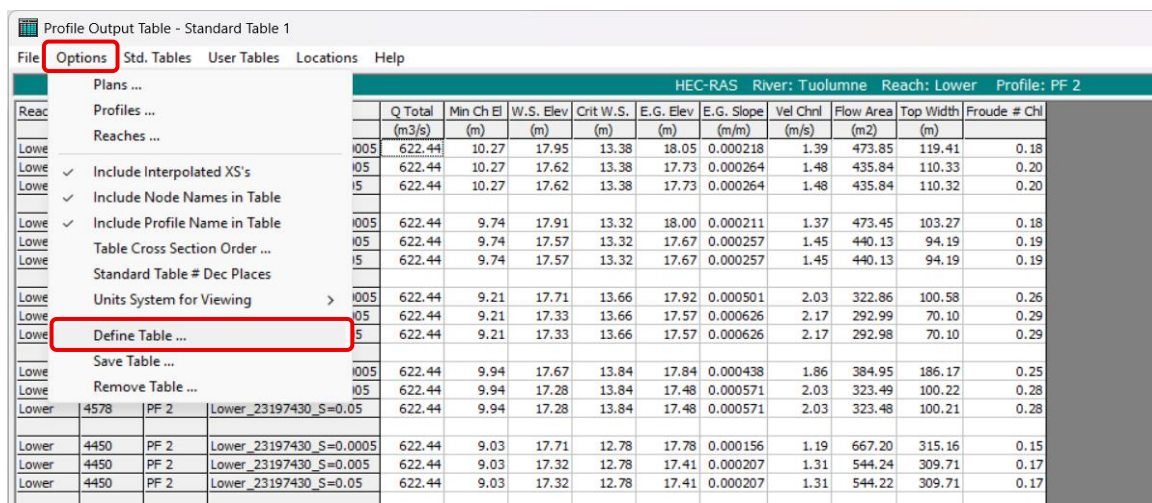 Profile Output Table - Standard Table 1
File Options Std. Tables User Tables Locations Help
HEC-RAS River: Tuolumne Reach: Lower Profile: PF 2
Plans ...
Profiles ...
Reaches ...
Include Interpolated XS's
Include Node Names in Table
Include Profile Name in Table
Table Cross Section Order ...
Standard Table # Dec Places
Units System for Viewing >
Define Table ...
Save Table ...
Remove Table ...
Reac Q Total Min Ch El W.S. Elev Crit W.S. E.G. Elev E.G. Slope Vel Chnl Flow Area Top Width Froude # Chl
(m3/s) (m) (m) (m) (m) (m/m) (m/s) (m2) (m)
Lowe 0005 622.44 10.27 17.95 13.38 18.05 0.000218 1.39 473.85 119.41 0.18
Lowe 05 622.44 10.27 17.62 13.38 17.73 0.000264 1.48 435.84 110.33 0.20
Lowe 5 622.44 10.27 17.62 13.38 17.73 0.000264 1.48 435.84 110.32 0.20
Lowe 0005 622.44 9.74 17.91 13.32 18.00 0.000211 1.37 473.45 103.27 0.18
Lowe 05 622.44 9.74 17.57 13.32 17.67 0.000257 1.45 440.13 94.19 0.19
Lowe 5 622.44 9.74 17.57 13.32 17.67 0.000257 1.45 440.13 94.19 0.19
Lowe 0005 622.44 9.21 17.71 13.66 17.92 0.000501 2.03 322.86 100.58 0.26
Lowe 05 622.44 9.21 17.33 13.66 17.57 0.000626 2.17 292.99 70.10 0.29
Lowe 5 622.44 9.21 17.33 13.66 17.57 0.000626 2.17 292.98 70.10 0.29
Lowe 0005 622.44 9.94 17.67 13.84 17.84 0.000438 1.86 384.95 186.17 0.25
Lowe 05 622.44 9.94 17.28 13.84 17.48 0.000571 2.03 323.49 100.22 0.28
Lower 4578 PF 2 Lower_23197430_S=0.05 622.44 9.94 17.28 13.84 17.48 0.000571 2.03 323.48 100.21 0.28
Lower 4450 PF 2 Lower_23197430_S=0.0005 622.44 9.03 17.71 12.78 17.78 0.000156 1.19 667.20 315.16 0.15
Lower 4450 PF 2 Lower_23197430_S=0.005 622.44 9.03 17.32 12.78 17.41 0.000207 1.31 544.24 309.71 0.17
Lower 4450 PF 2 Lower_23197430_S=0.05 622.44 9.03 17.32 12.78 17.41 0.000207 1.31 544.22 309.71 0.17